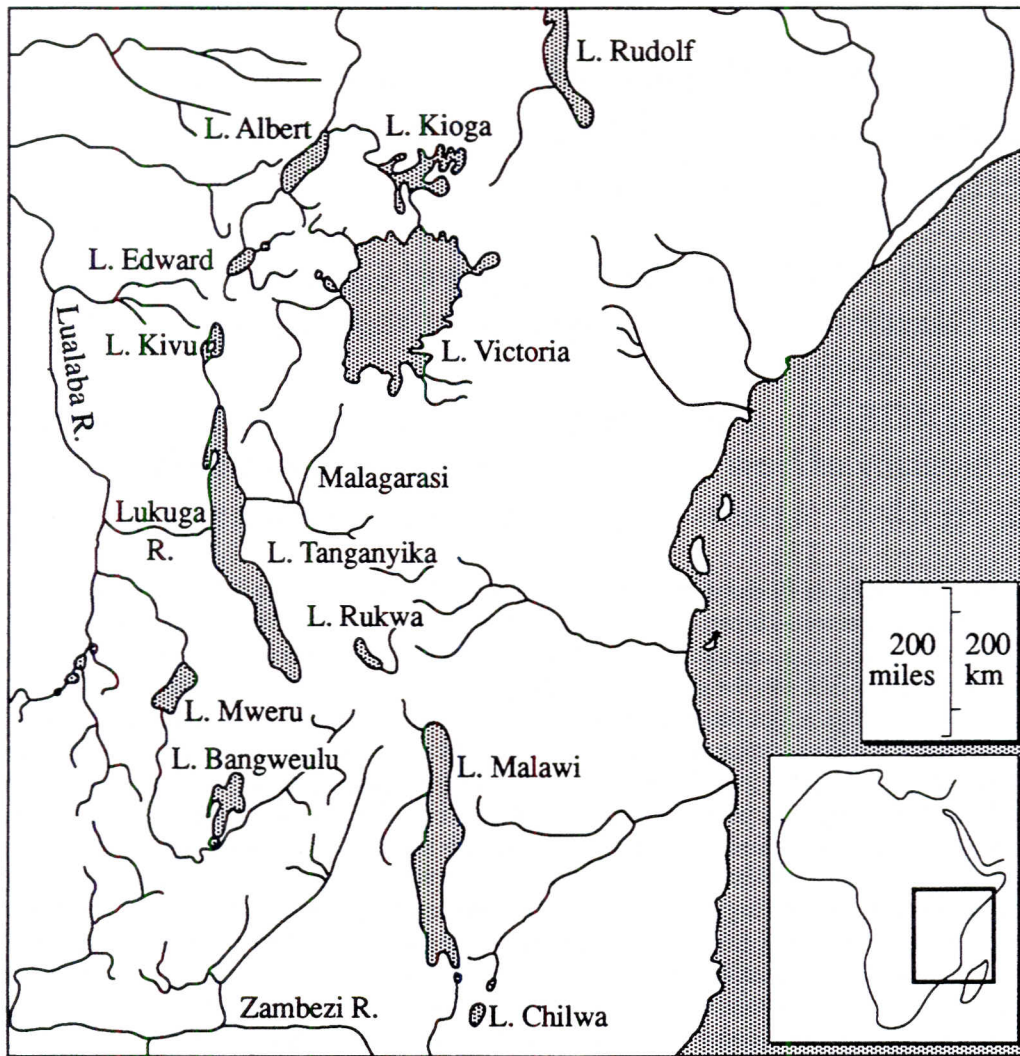 L. Rudolf
L. Albert
L. Kioga
L. Edward
Lualaba R.
L. Kivu
L. Victoria
Malagarasi
Lukuga
R.
L. Tanganyika
L. Rukwa
200 miles
200 km
L. Mweru
L. Bangweulu
L. Malawi
Zambezi R.
L. Chilwa